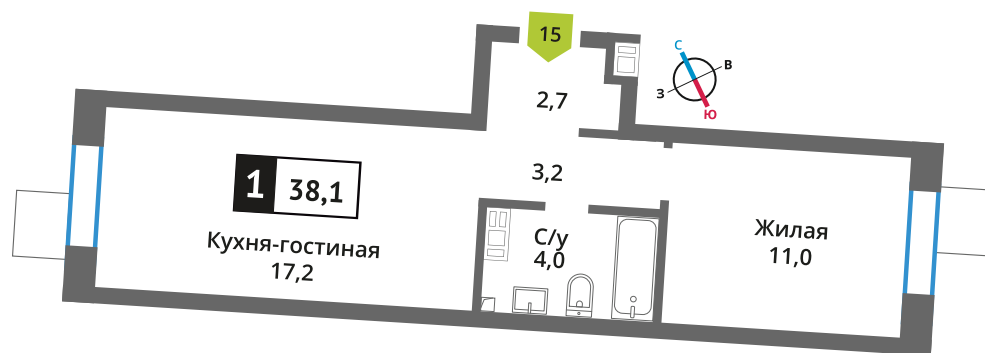 15
С
В
З
Ю
2,7
3,2
1 38,1
Кухня-гостиная
17,2
С/у
4,0
Жилая
11,0